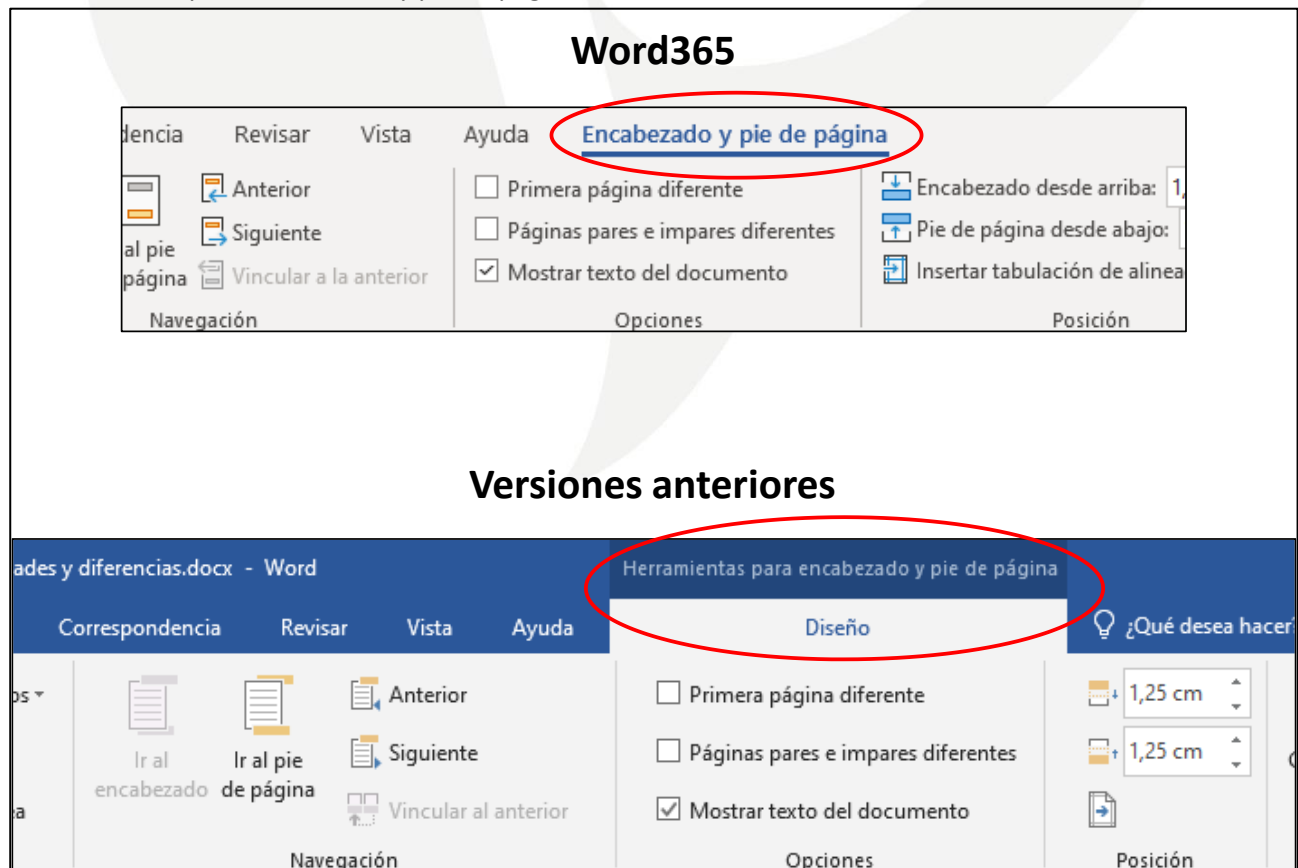 Word365
dencia Revisar Vista Ayuda Encabezado y pie de página
Anterior Primera página diferente Encabezado desde arriba: 1,
al pie Siguiente Páginas pares e impares diferentes Pie de página desde abajo:
página Vincular a la anterior Mostrar texto del documento Insertar tabulación de alinea
Navegación Opciones Posición
Versiones anteriores
ades y diferencias.docx - Word Herramientas para encabezado y pie de página
Correspondencia Revisar Vista Ayuda Diseño ¿Qué desea hacer?
os Anterior Primera página diferente 1,25 cm
Ir al Ir al pie Siguiente Páginas pares e impares diferentes 1,25 cm
encabezado de página
a Vincular al anterior Mostrar texto del documento
Navegación Opciones Posición